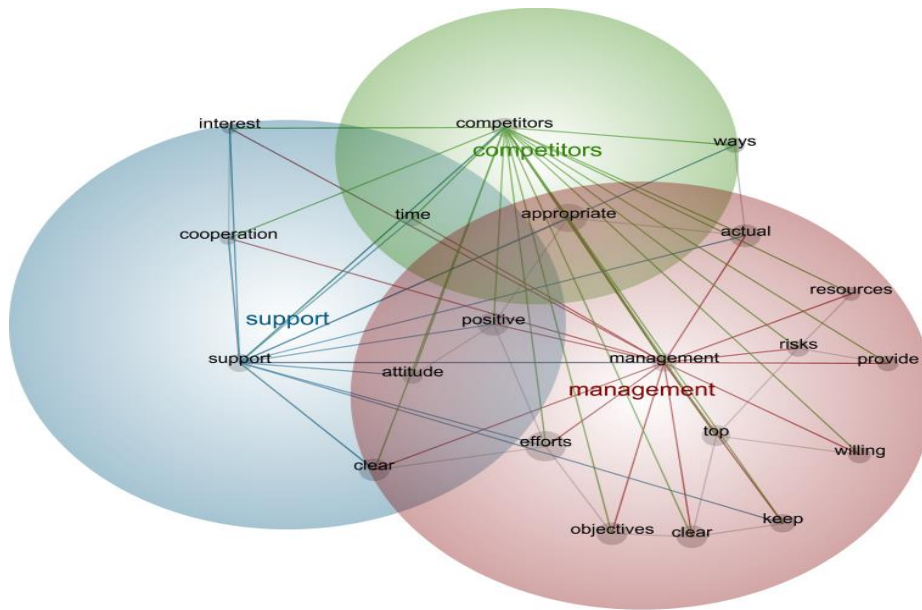 interest
competitors
competitors
ways
time
appropriate
cooperation
actual
resources
support
positive
support
management
risks
provide
attitude
management
efforts
top
clear
willing
objectives
clear
keep